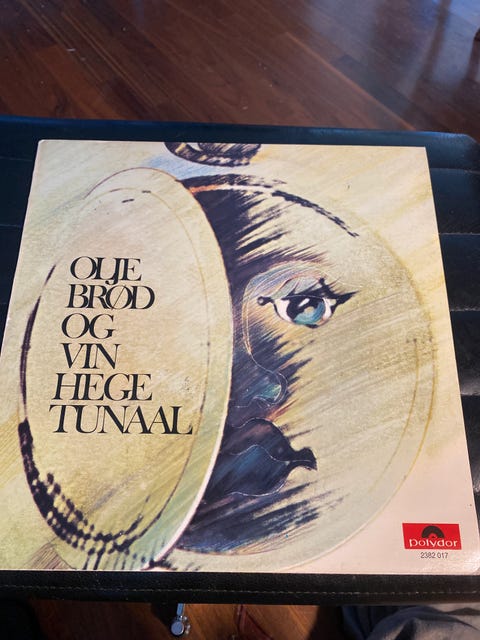 OLJE
BRØD
OG
VIN
HEGE
TUNAAL
polydor
2382 017